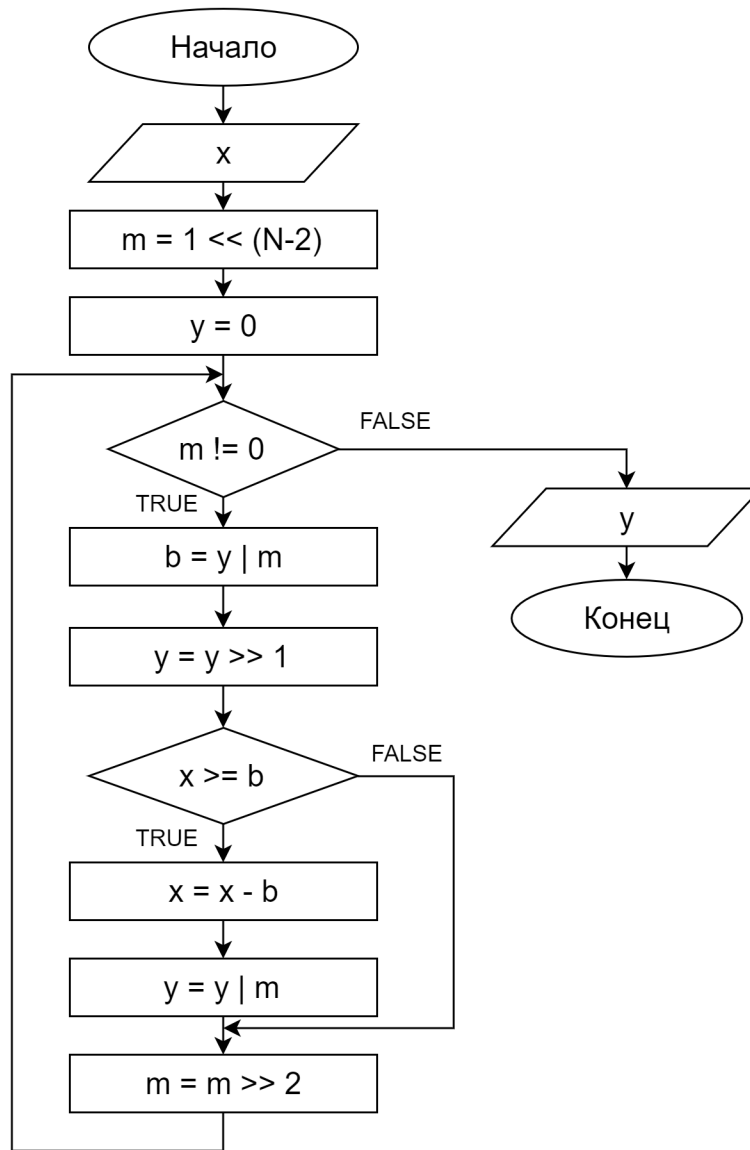 Начало
x
m = 1 << (N-2)
y = 0
m != 0
FALSE
TRUE
b = y | m
y
y = y >> 1
Конец
x >= b
FALSE
TRUE
x = x - b
y = y | m
m = m >> 2